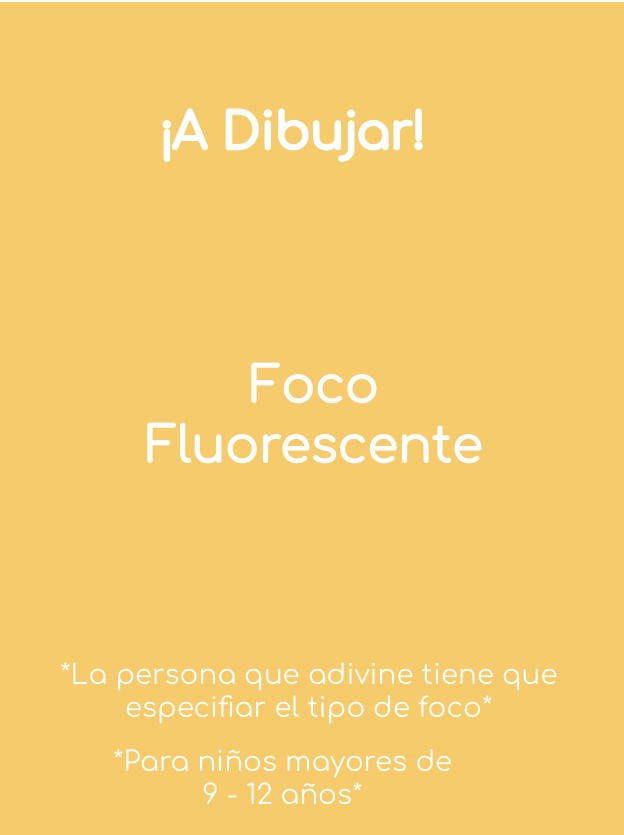 ¡A Dibujar!
Foco
Fluorescente
*La persona que adivine tiene que
especifiar el tipo de foco*
*Para niños mayores de
9 - 12 años*